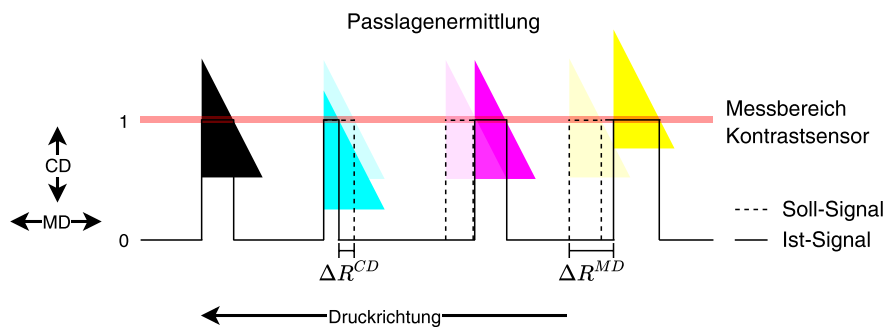 Passlagenermittlung
1
Messbereich
Kontrastsensor
CD
MD
0
Soll-Signal
Ist-Signal
ΔR^{CD}
ΔR^{MD}
Druckrichtung